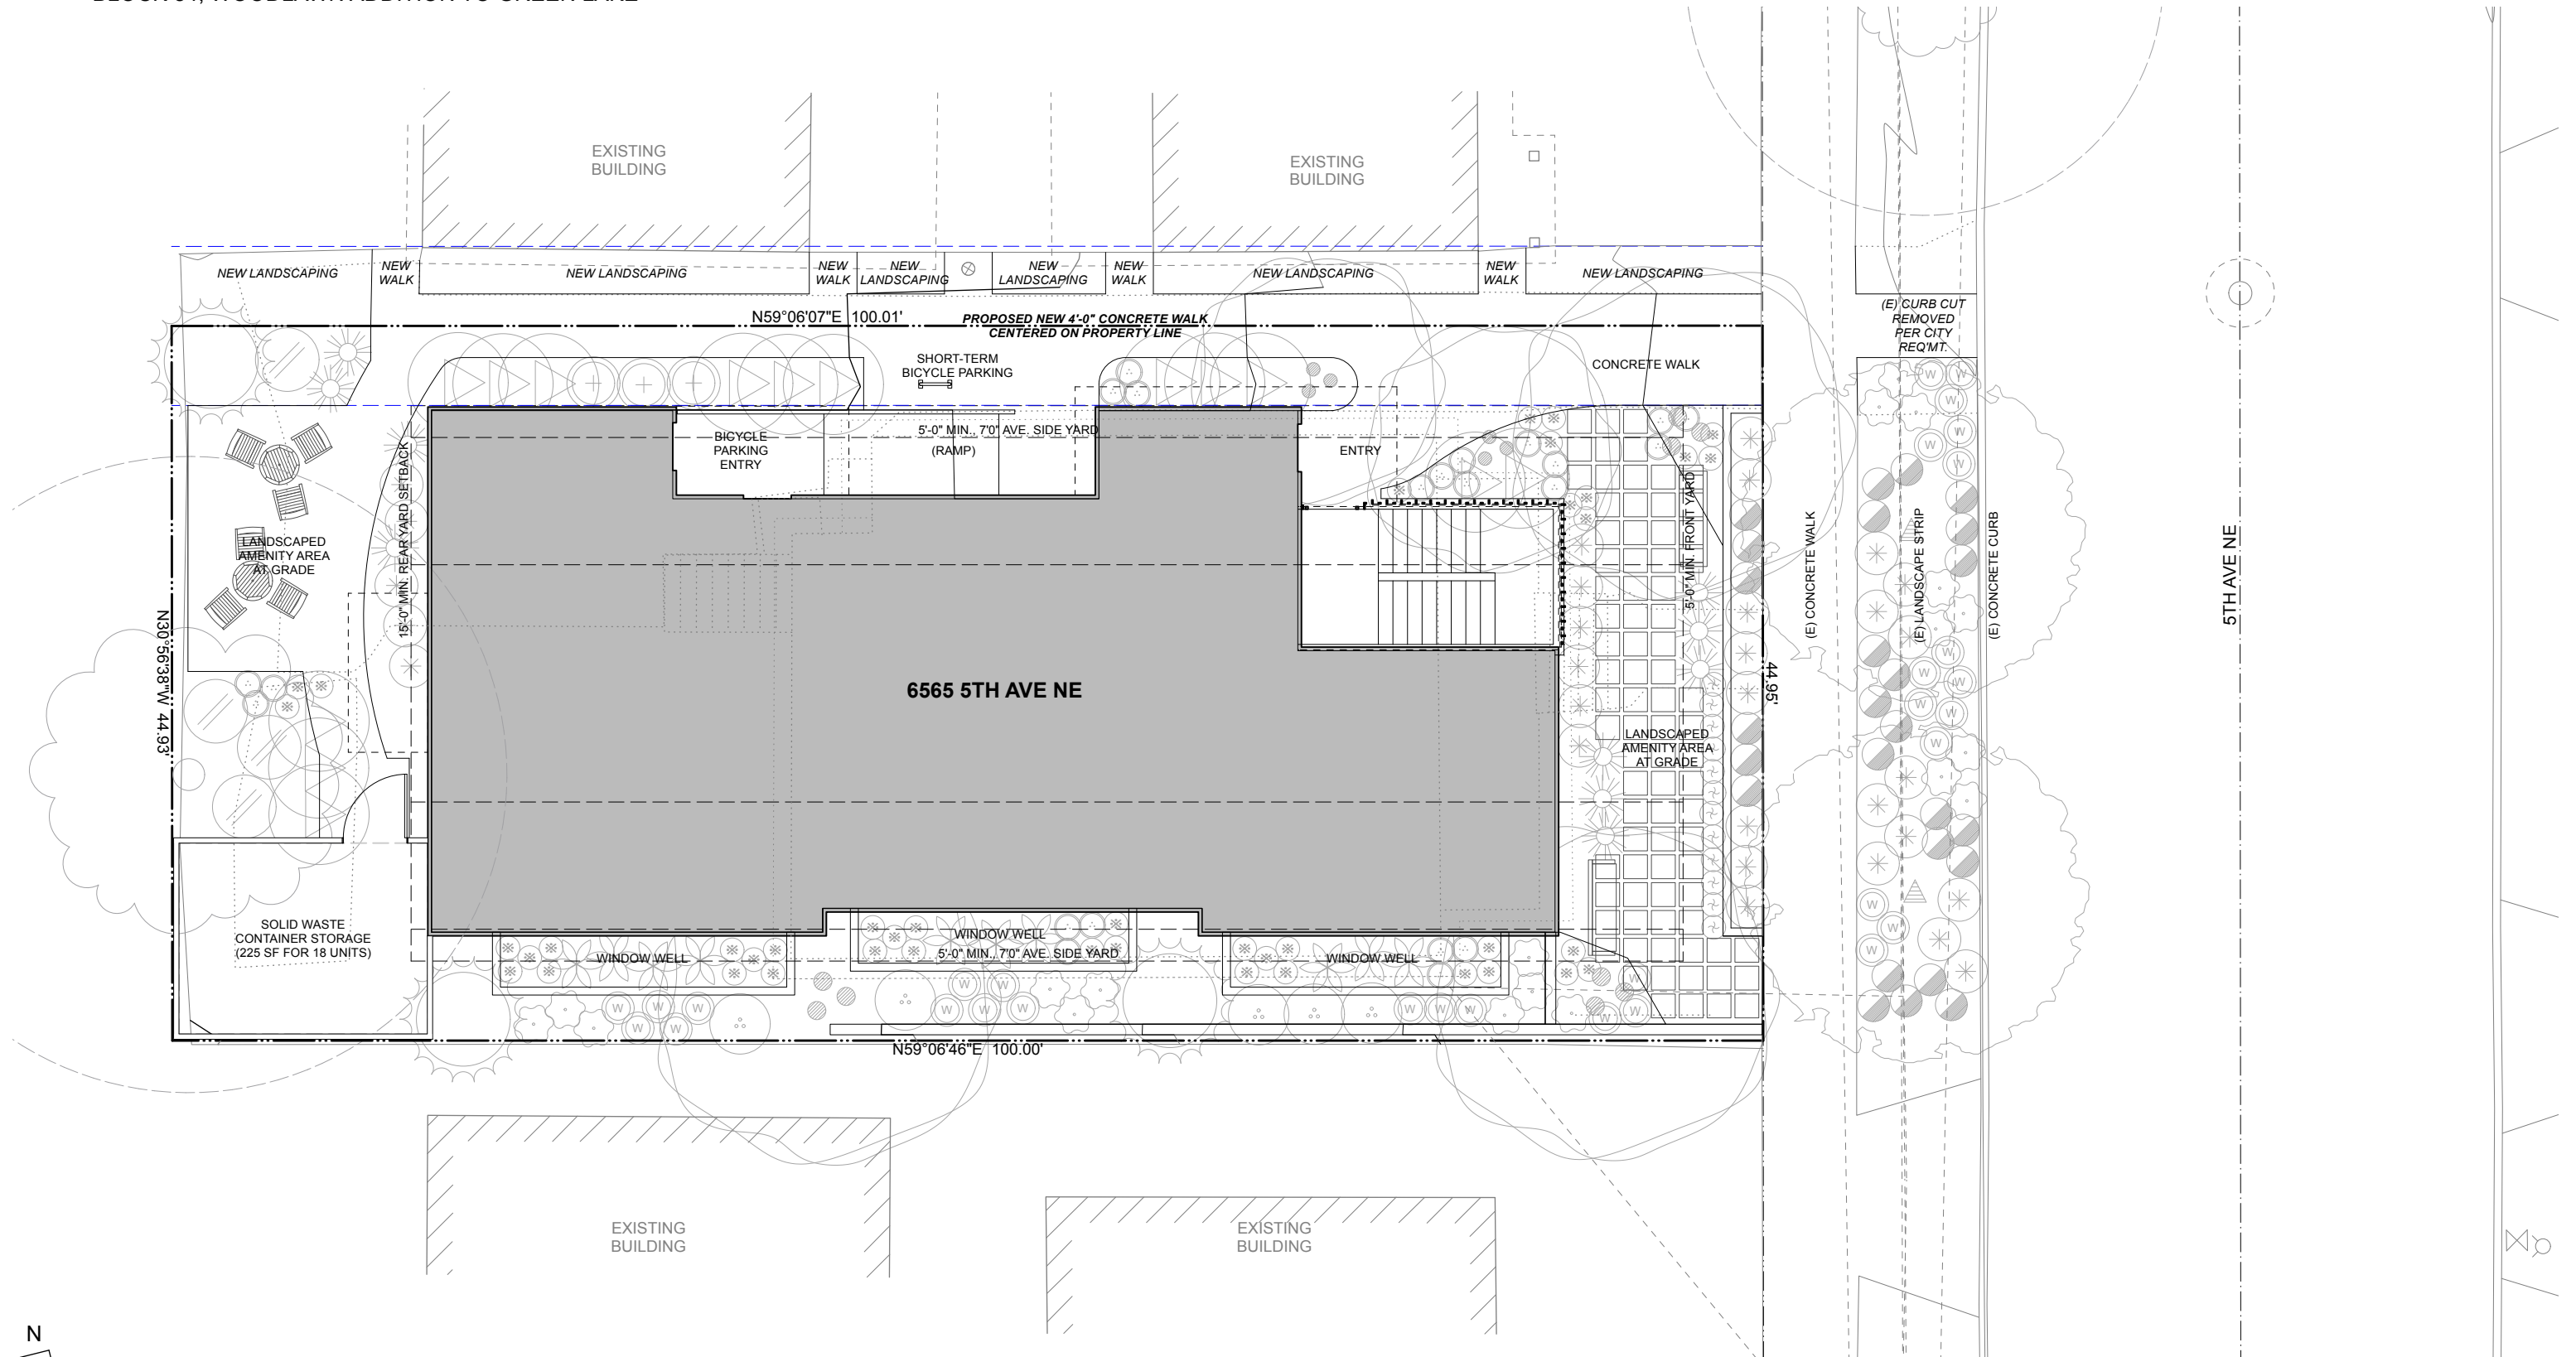 EXISTING
BUILDING
EXISTING
BUILDING
NEW LANDSCAPING
NEW
WALK
NEW LANDSCAPING
NEW
WALK
NEW
LANDSCAPING
NEW
LANDSCAPING
NEW
WALK
NEW LANDSCAPING
NEW
WALK
NEW LANDSCAPING
N59°06'07"E 100.01'
PROPOSED NEW 4'-0" CONCRETE WALK
CENTERED ON PROPERTY LINE
(E) CURB CUT
REMOVED
PER CITY
REQ'MT.
SHORT-TERM
BICYCLE PARKING
CONCRETE WALK
BICYCLE
PARKING
ENTRY
5'-0" MIN., 7'0" AVE. SIDE YARD
(RAMP)
ENTRY
LANDSCAPED
AMENITY AREA
AT GRADE
15'-0" MIN. REAR YARD SETBACK
5'-0" MIN. FRONT YARD
(E) CONCRETE WALK
(E) LANDSCAPE STRIP
(E) CONCRETE CURB
5TH AVE NE
N30°56'38"W 44.93'
44.95'
6565 5TH AVE NE
LANDSCAPED
AMENITY AREA
AT GRADE
SOLID WASTE
CONTAINER STORAGE
(225 SF FOR 18 UNITS)
WINDOW WELL
WINDOW WELL
5'-0" MIN., 7'0" AVE. SIDE YARD
WINDOW WELL
N59°06'46"E 100.00'
EXISTING
BUILDING
EXISTING
BUILDING
N